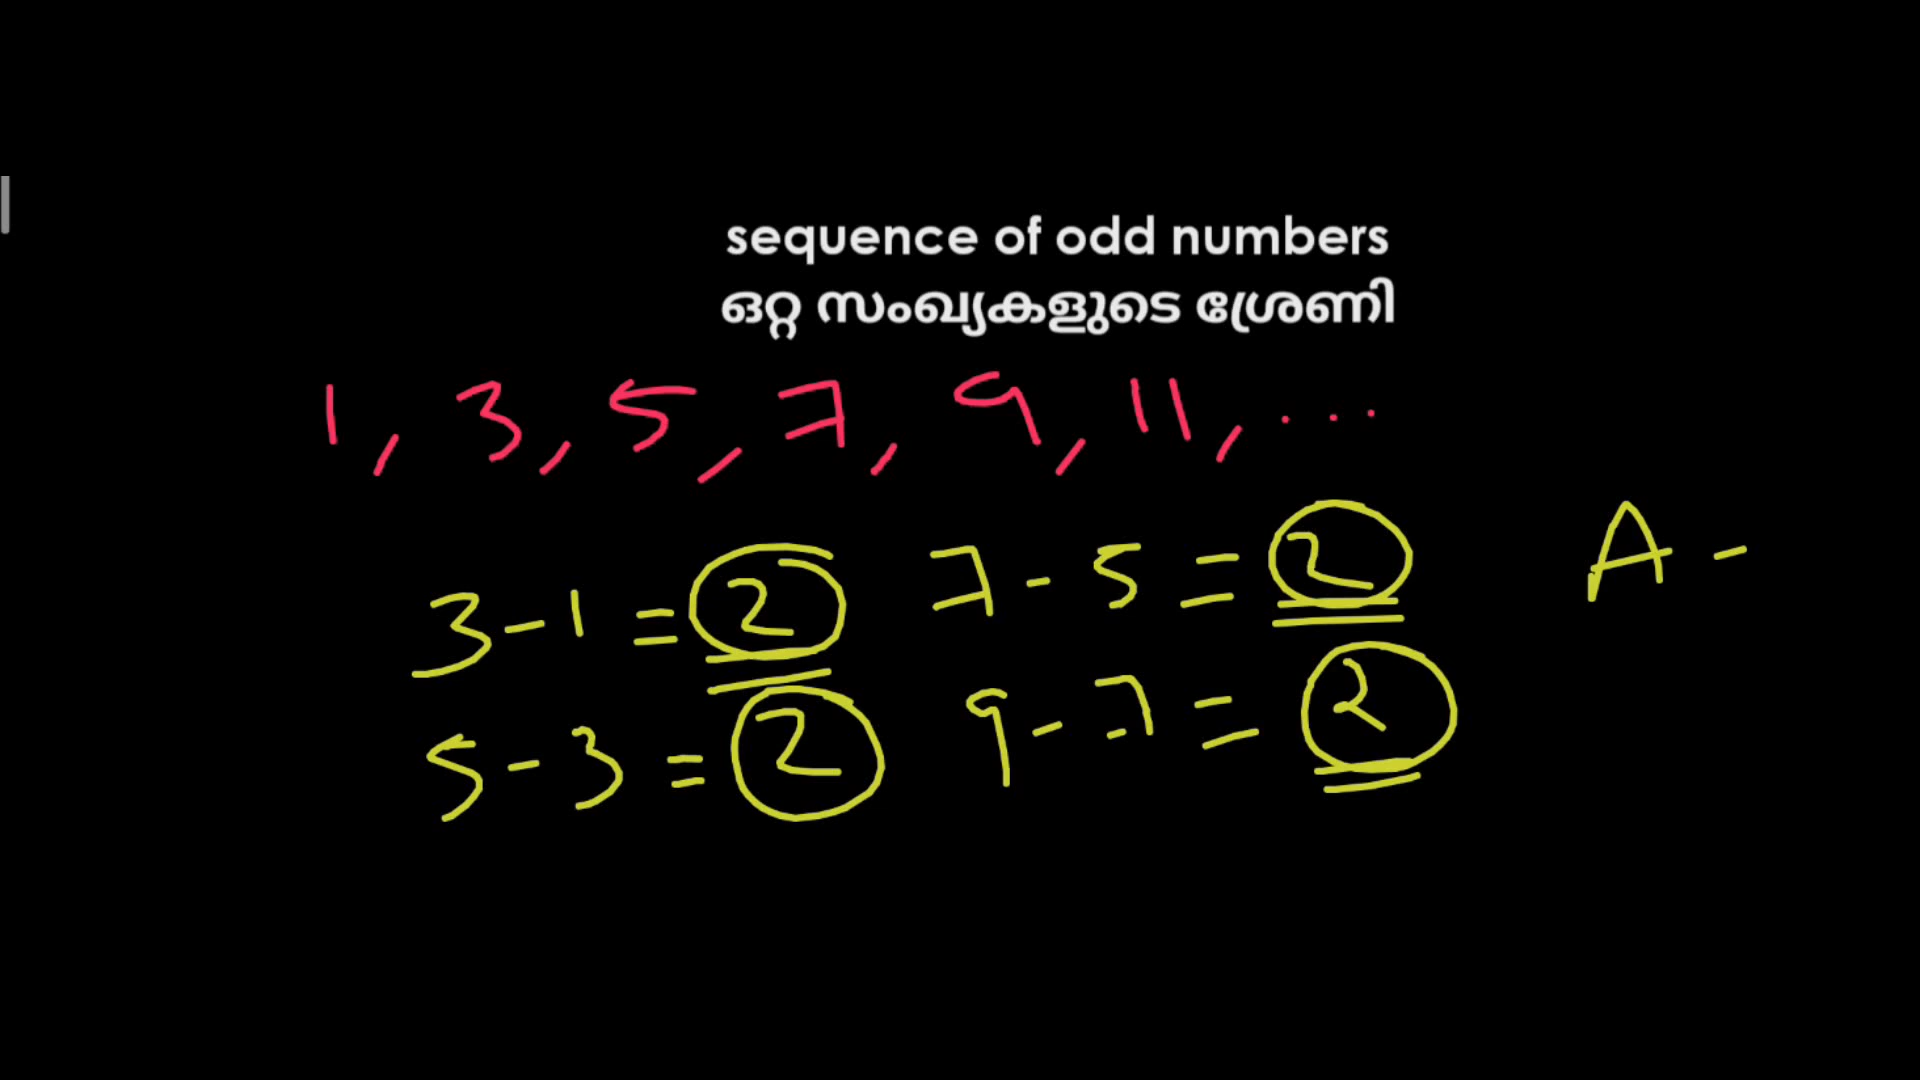 sequence of odd numbers
ഒറ്റ സംഖ്യകളുടെ ശ്രേണി
1, 3, 5, 7, 9, 11, ...
3 - 1 = 2 7 - 5 = 2 A -
5 - 3 = 2 9 - 7 = 2